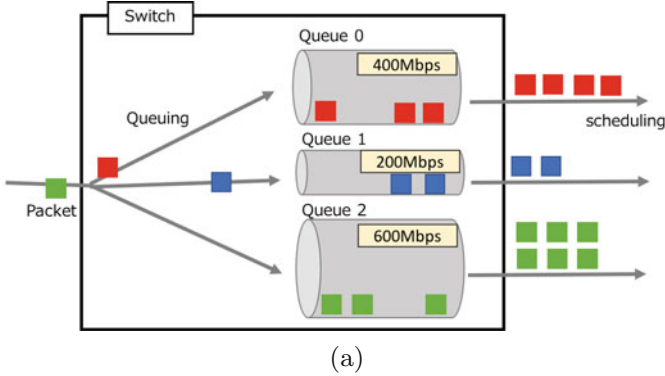 Switch
Queue 0
400Mbps
Queuing
scheduling
Queue 1
200Mbps
Packet
Queue 2
600Mbps
(a)